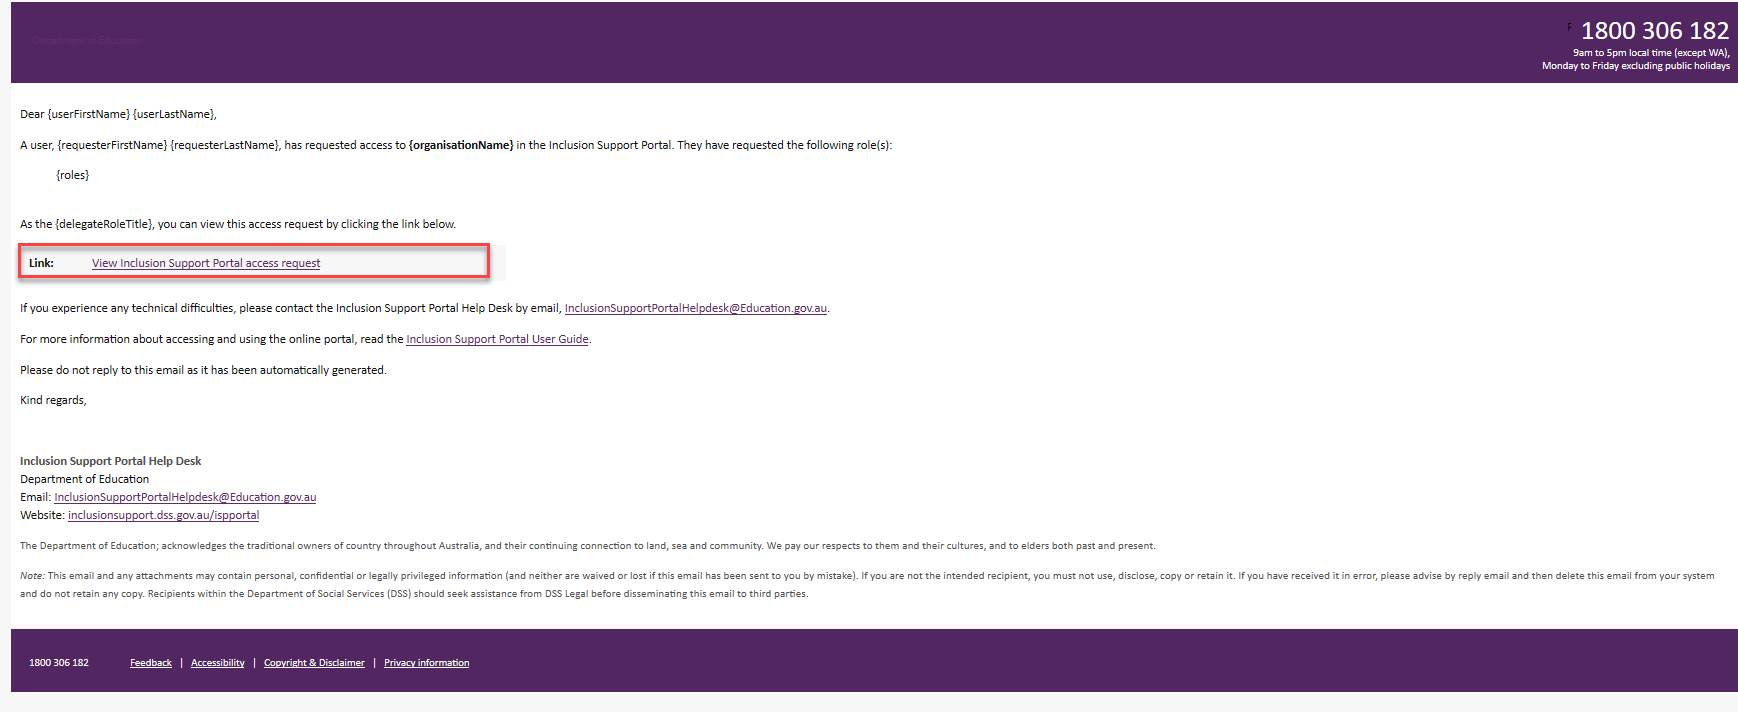 Department of Education
1800 306 182
9am to 5pm local time (except WA),
Monday to Friday excluding public holidays
Dear {userFirstName} {userLastName},
A user, {requesterFirstName} {requesterLastName}, has requested access to {organisationName} in the Inclusion Support Portal. They have requested the following role(s):
{roles}
As the {delegateRoleTitle}, you can view this access request by clicking the link below.
Link: View Inclusion Support Portal access request
If you experience any technical difficulties, please contact the Inclusion Support Portal Help Desk by email, InclusionSupportPortalHelpdesk@Education.gov.au.
For more information about accessing and using the online portal, read the Inclusion Support Portal User Guide.
Please do not reply to this email as it has been automatically generated.
Kind regards,
Inclusion Support Portal Help Desk
Department of Education
Email: InclusionSupportPortalHelpdesk@Education.gov.au
Website: inclusionsupport.dss.gov.au/ispportal
The Department of Education; acknowledges the traditional owners of country throughout Australia, and their continuing connection to land, sea and community. We pay our respects to them and their cultures, and to elders both past and present.
Note: This email and any attachments may contain personal, confidential or legally privileged information (and neither are waived or lost if this email has been sent to you by mistake). If you are not the intended recipient, you must not use, disclose, copy or retain it. If you have received it in error, please advise by reply email and then delete this email from your system
and do not retain any copy. Recipients within the Department of Social Services (DSS) should seek assistance from DSS Legal before disseminating this email to third parties.
1800 306 182 Feedback | Accessibility | Copyright & Disclaimer | Privacy information